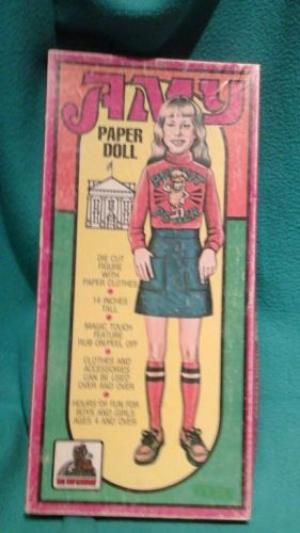 AMY
PAPER
DOLL
PEANUT
POWER
DIE CUT
FIGURE
WITH
PAPER CLOTHES
14 INCHES
TALL
MAGIC TOUCH
FEATURE
RUB ON/PEEL OFF
CLOTHES AND
ACCESSORIES
CAN BE USED
OVER AND OVER
HOURS OF FUN FOR
BOYS AND GIRLS
AGES 4 AND OVER